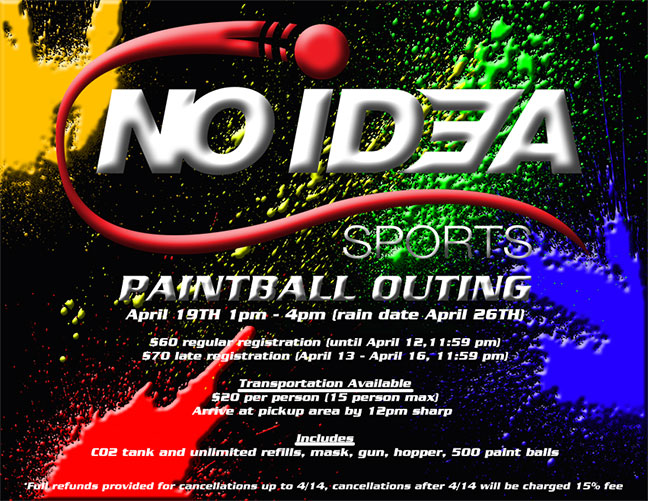 NO IDEA
SPORTS
PAINTBALL OUTING
April 19TH 1pm - 4pm (rain date April 26TH)
$60 regular registration (until April 12,11:59 pm)
$70 late registration (April 13 - April 16, 11:59 pm)
Transportation Available
$20 per person (15 person max)
Arrive at pickup area by 12pm sharp
Includes
CO2 tank and unlimited refills, mask, gun, hopper, 500 paint balls
*Full refunds provided for cancellations up to 4/14, cancellations after 4/14 will be charged 15% fee